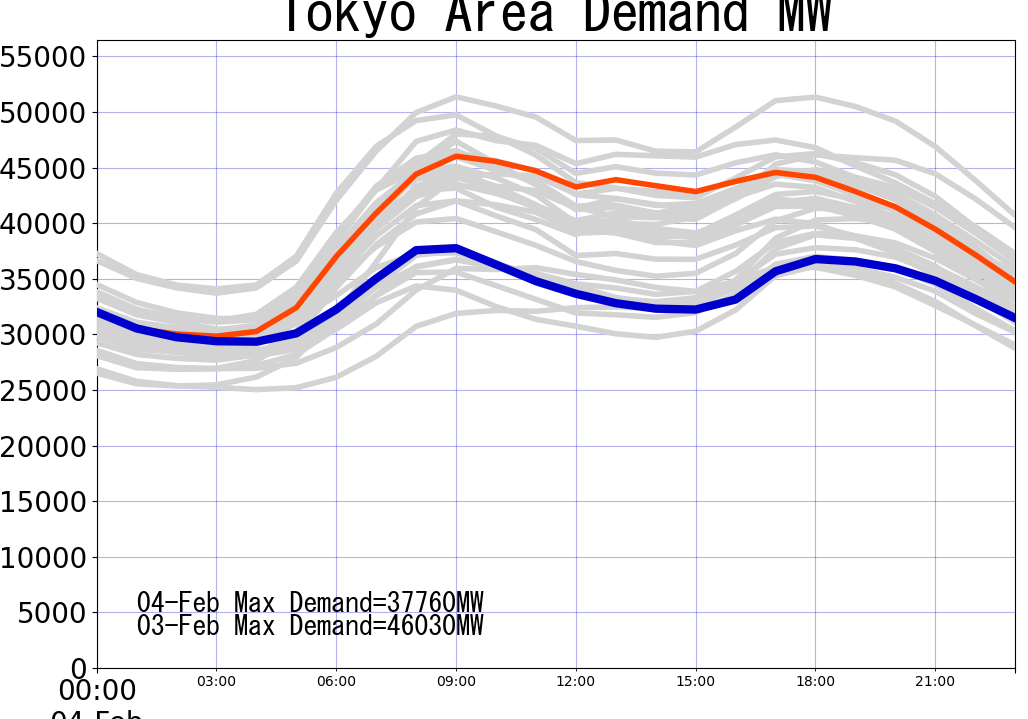 Tokyo Area Demand MW
55000
50000
45000
40000
35000
30000
25000
20000
15000
10000
5000
0
04-Feb Max Demand=37760MW
03-Feb Max Demand=46030MW
00:00 03:00 06:00 09:00 12:00 15:00 18:00 21:00
04-Feb